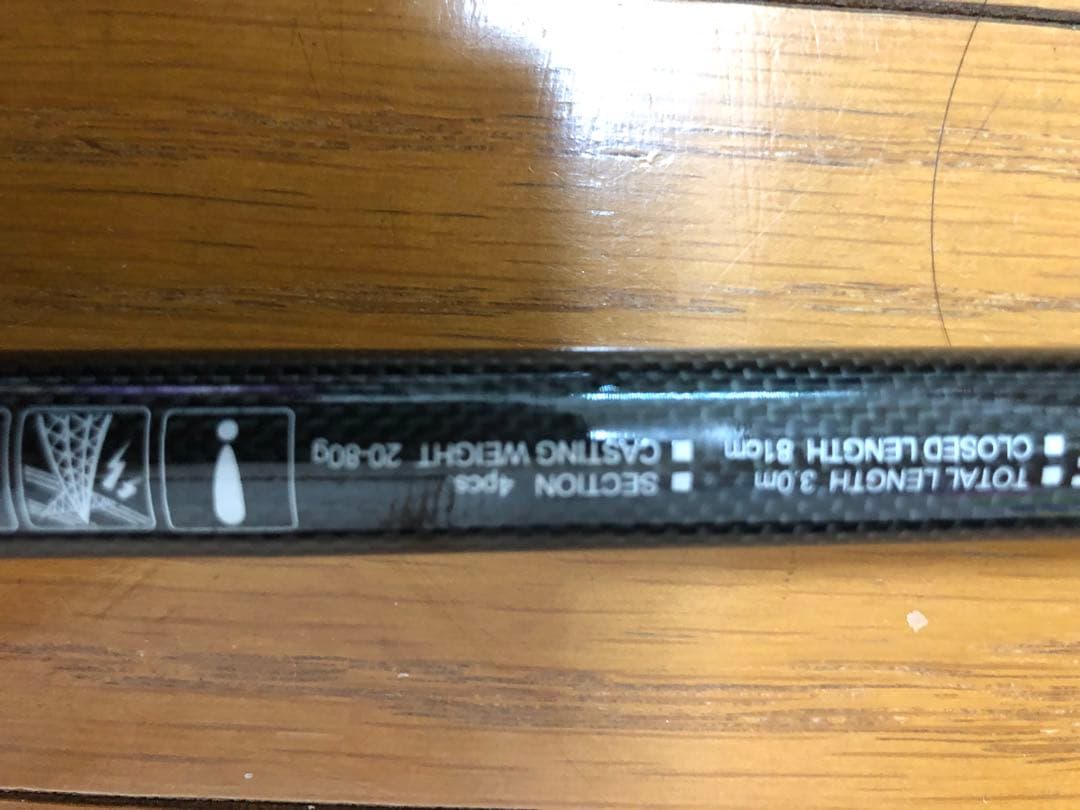 ■ TOTAL LENGTH 3.0m
■ CLOSED LENGTH 81cm
■ SECTION 4pcs.
■ CASTING WEIGHT 20-80g